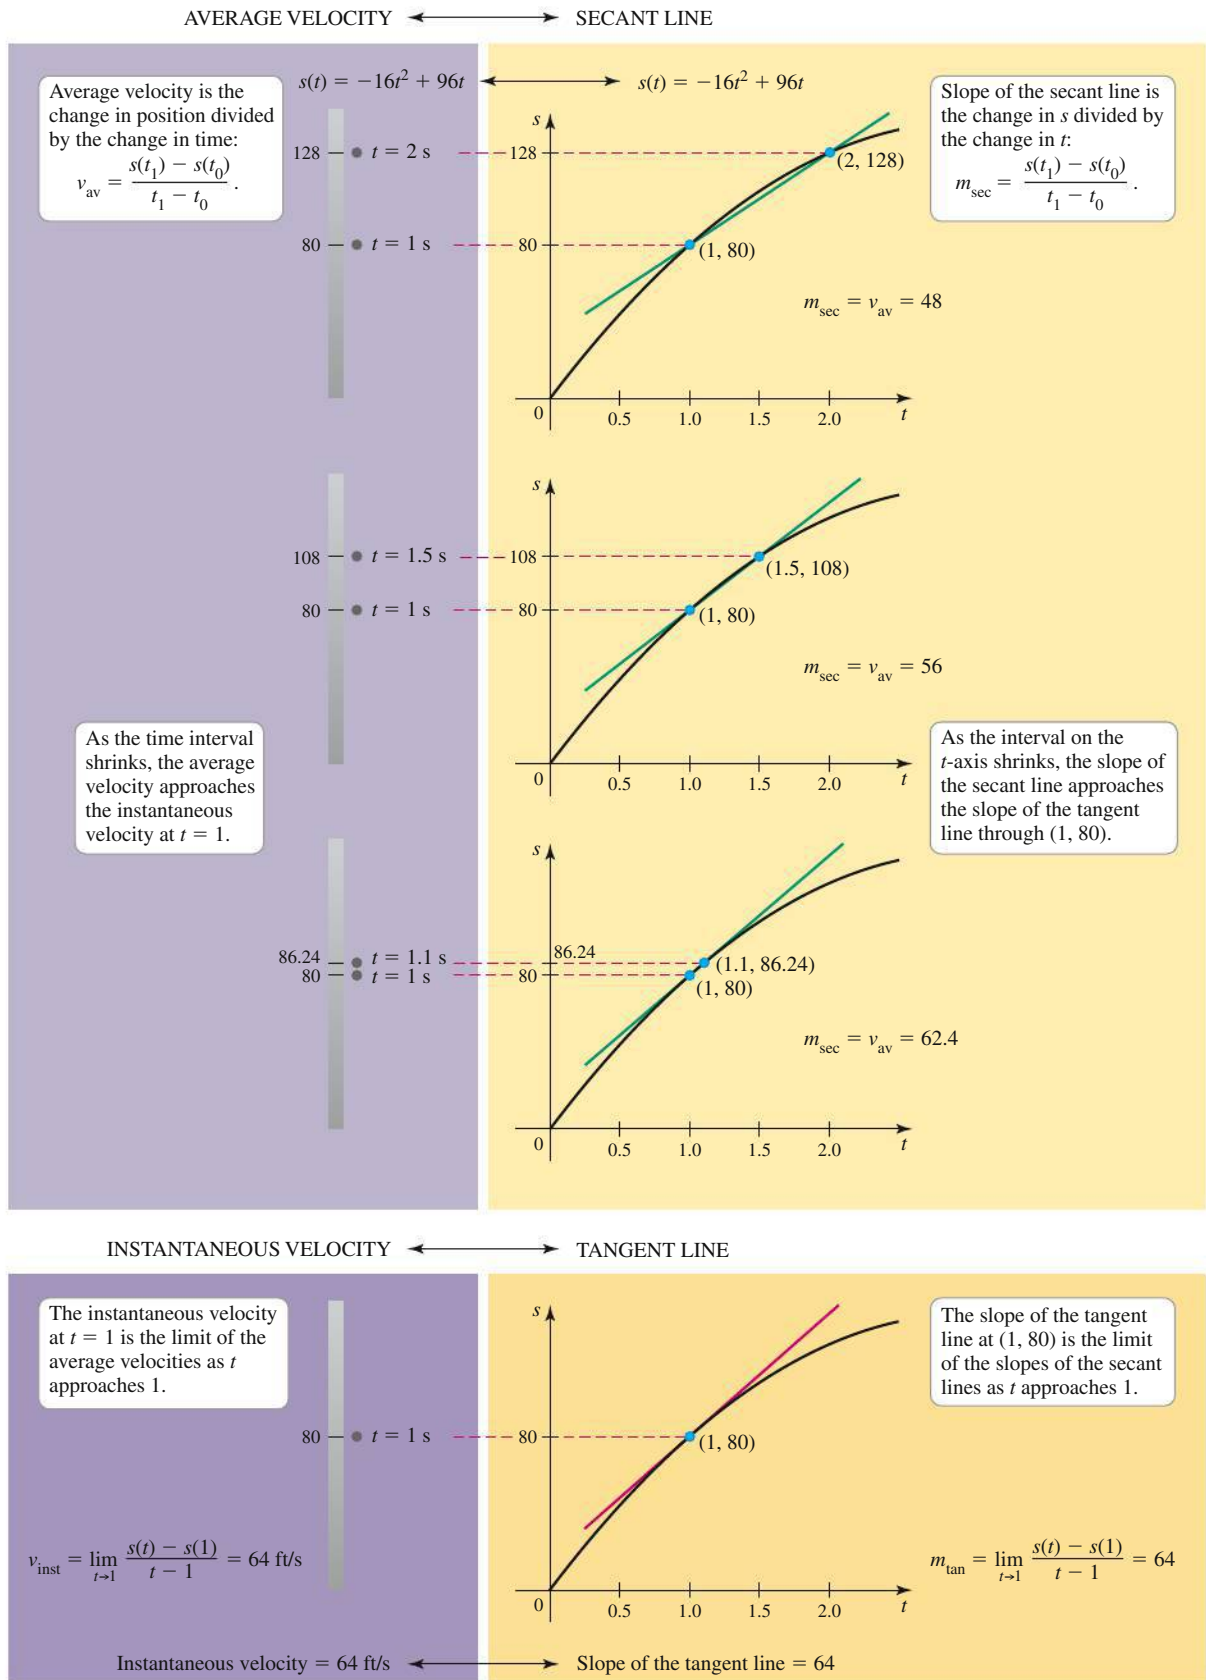 AVERAGE VELOCITY ↔ SECANT LINE
s(t) = −16t² + 96t ↔ s(t) = −16t² + 96t
Average velocity is the
change in position divided
by the change in time:
v_av = (s(t₁) − s(t₀)) / (t₁ − t₀) .
128 t = 2 s
80 t = 1 s
s
128
80
(2, 128)
(1, 80)
m_sec = v_av = 48
0 0.5 1.0 1.5 2.0 t
Slope of the secant line is
the change in s divided by
the change in t:
m_sec = (s(t₁) − s(t₀)) / (t₁ − t₀) .
108 t = 1.5 s
80 t = 1 s
s
108
80
(1.5, 108)
(1, 80)
m_sec = v_av = 56
0 0.5 1.0 1.5 2.0 t
As the time interval
shrinks, the average
velocity approaches
the instantaneous
velocity at t = 1.
As the interval on the
t-axis shrinks, the slope of
the secant line approaches
the slope of the tangent
line through (1, 80).
86.24 t = 1.1 s
80 t = 1 s
s
86.24
80
(1.1, 86.24)
(1, 80)
m_sec = v_av = 62.4
0 0.5 1.0 1.5 2.0 t
INSTANTANEOUS VELOCITY ↔ TANGENT LINE
The instantaneous velocity
at t = 1 is the limit of the
average velocities as t
approaches 1.
80 t = 1 s
v_inst = lim_{t→1} (s(t) − s(1)) / (t − 1) = 64 ft/s
s
80
(1, 80)
0 0.5 1.0 1.5 2.0 t
The slope of the tangent
line at (1, 80) is the limit
of the slopes of the secant
lines as t approaches 1.
m_tan = lim_{t→1} (s(t) − s(1)) / (t − 1) = 64
Instantaneous velocity = 64 ft/s ↔ Slope of the tangent line = 64